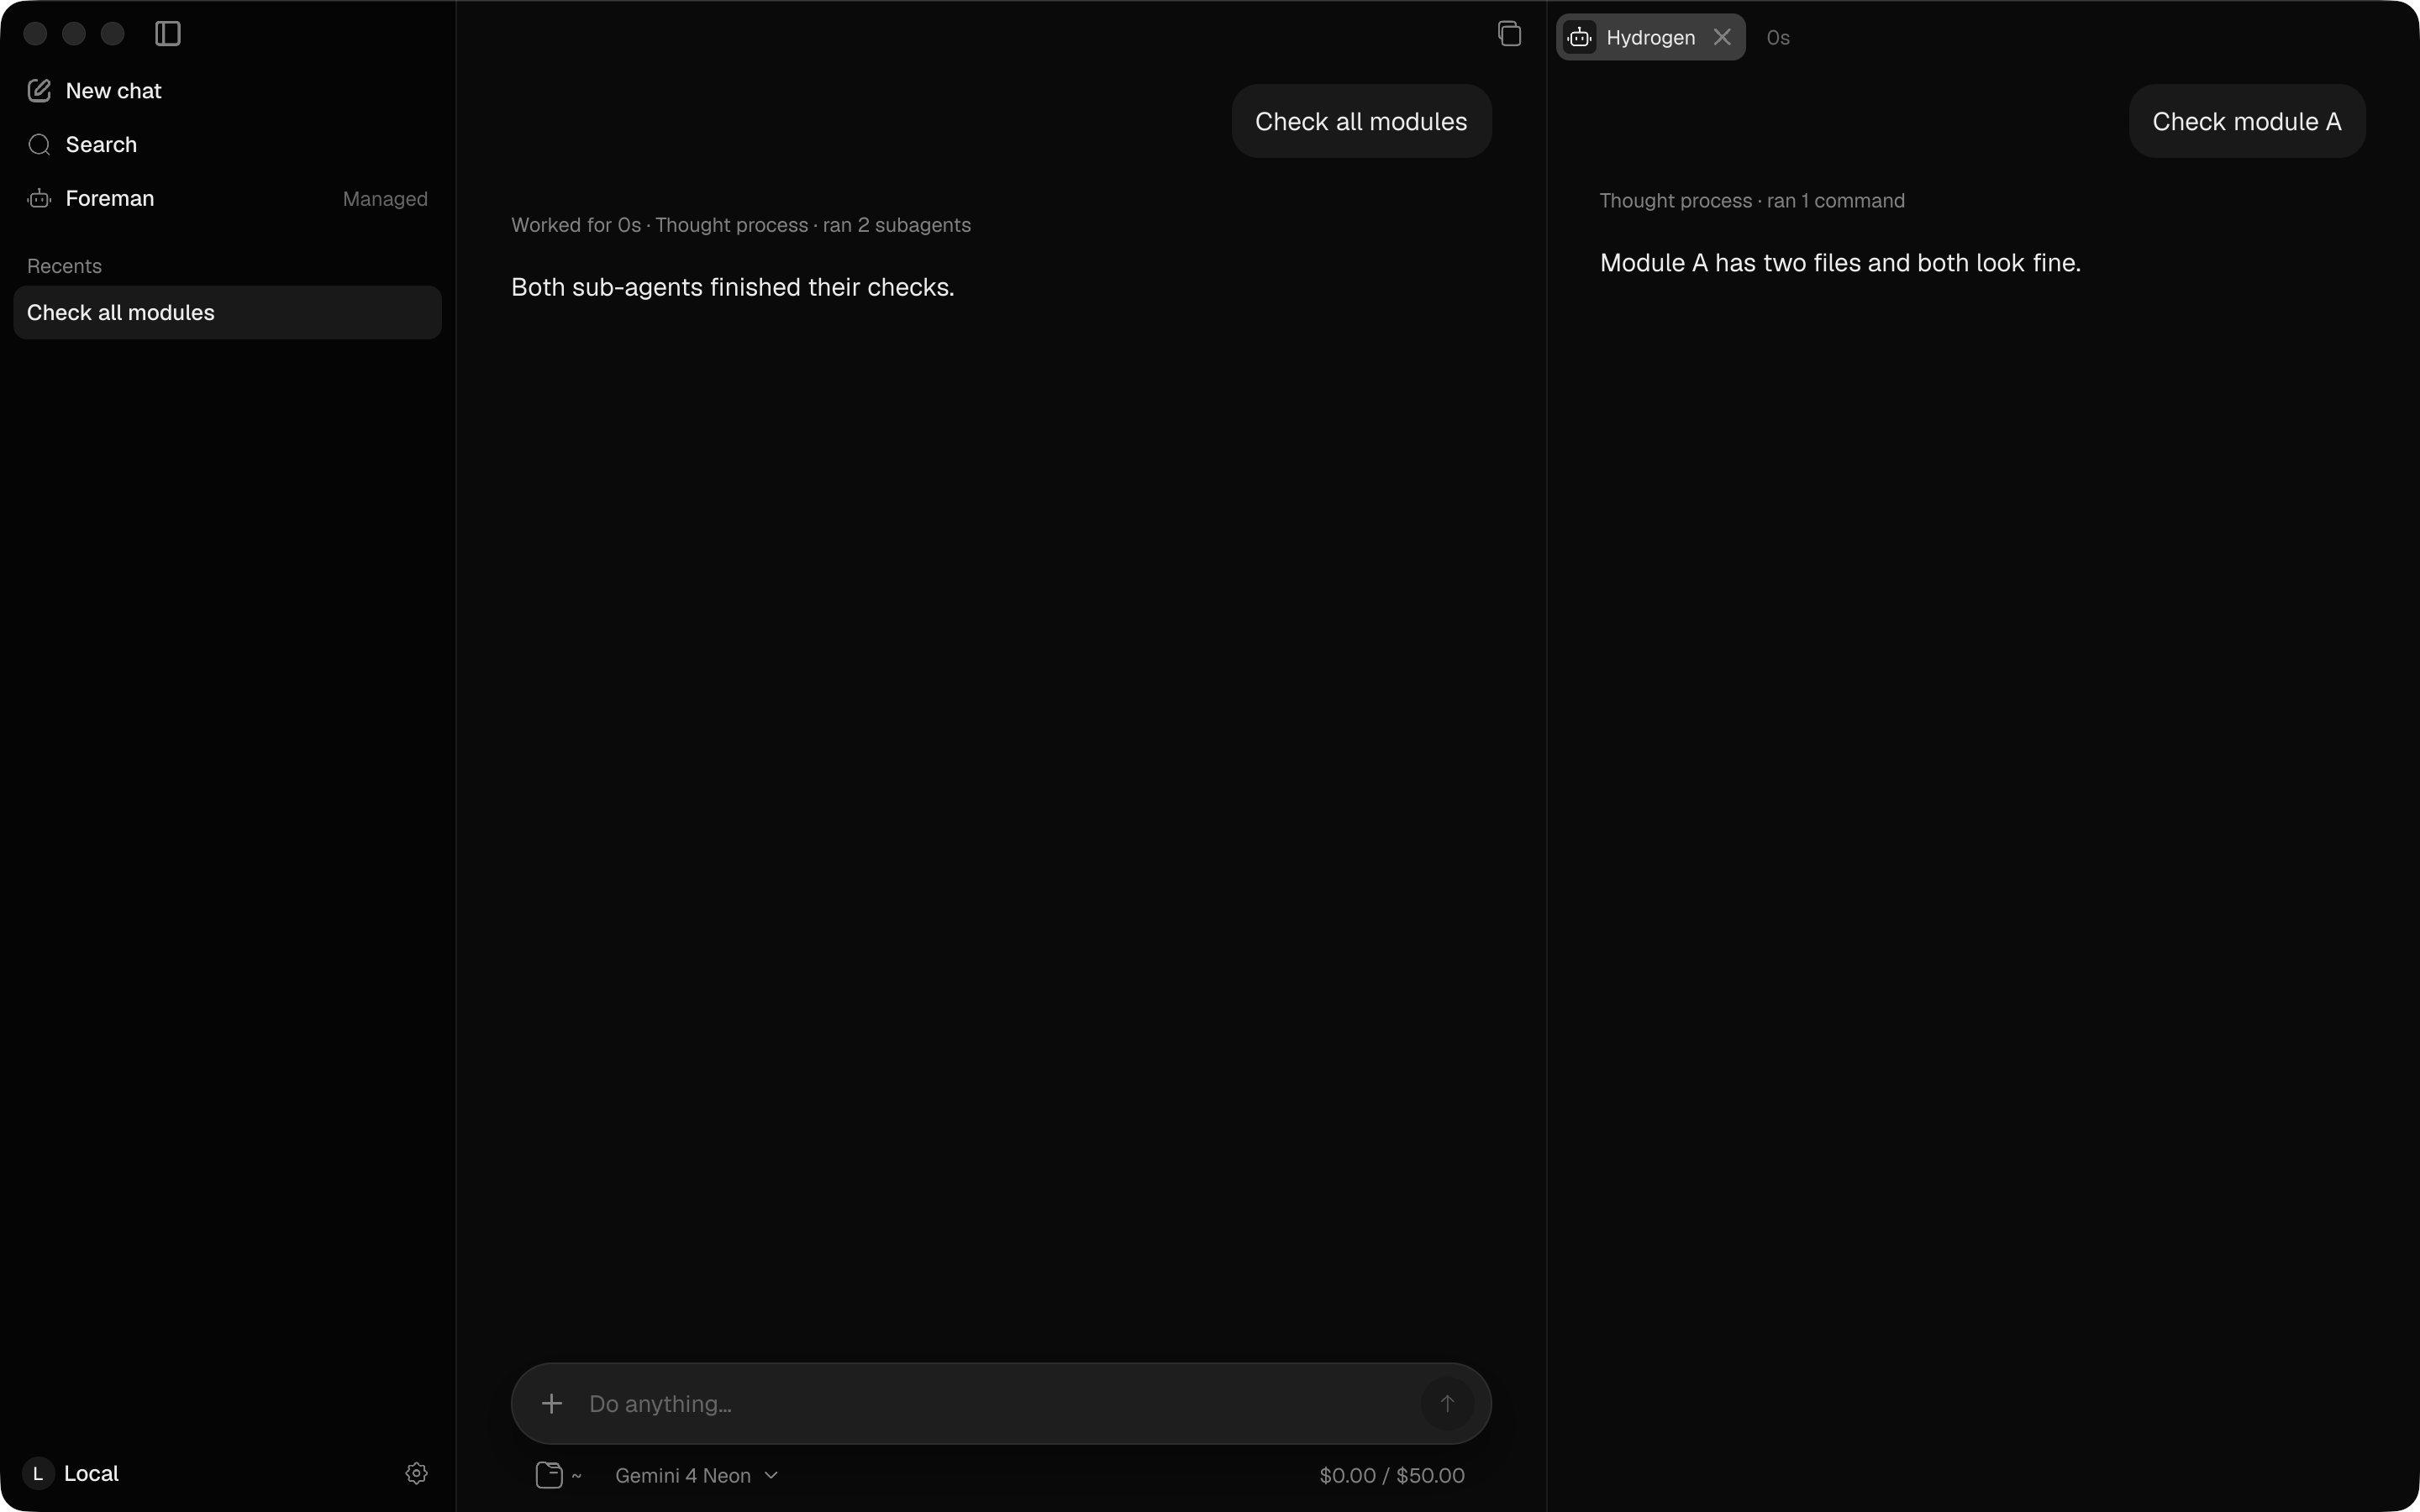 New chat
Search
Foreman Managed
Recents
Check all modules
L Local
Check all modules
Worked for 0s · Thought process · ran 2 subagents
Both sub-agents finished their checks.
Do anything...
~ Gemini 4 Neon $0.00 / $50.00
Hydrogen 0s
Check module A
Thought process · ran 1 command
Module A has two files and both look fine.